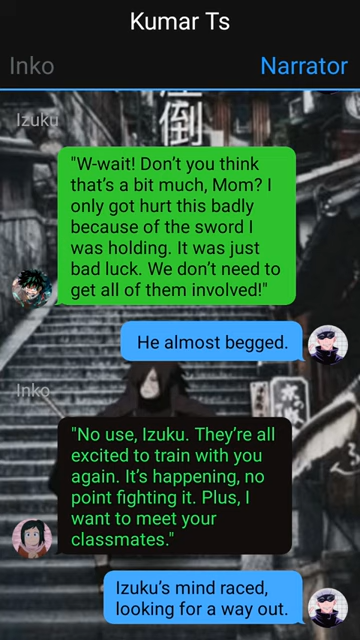 Kumar Ts
Inko
Narrator
圧倒
Izuku
"W-wait! Don’t you think
that’s a bit much, Mom? I
only got hurt this badly
because of the sword I
was holding. It was just
bad luck. We don’t need to
get all of them involved!"
He almost begged.
Inko
"No use, Izuku. They’re all
excited to train with you
again. It’s happening, no
point fighting it. Plus, I
want to meet your
classmates."
Izuku’s mind raced,
looking for a way out.